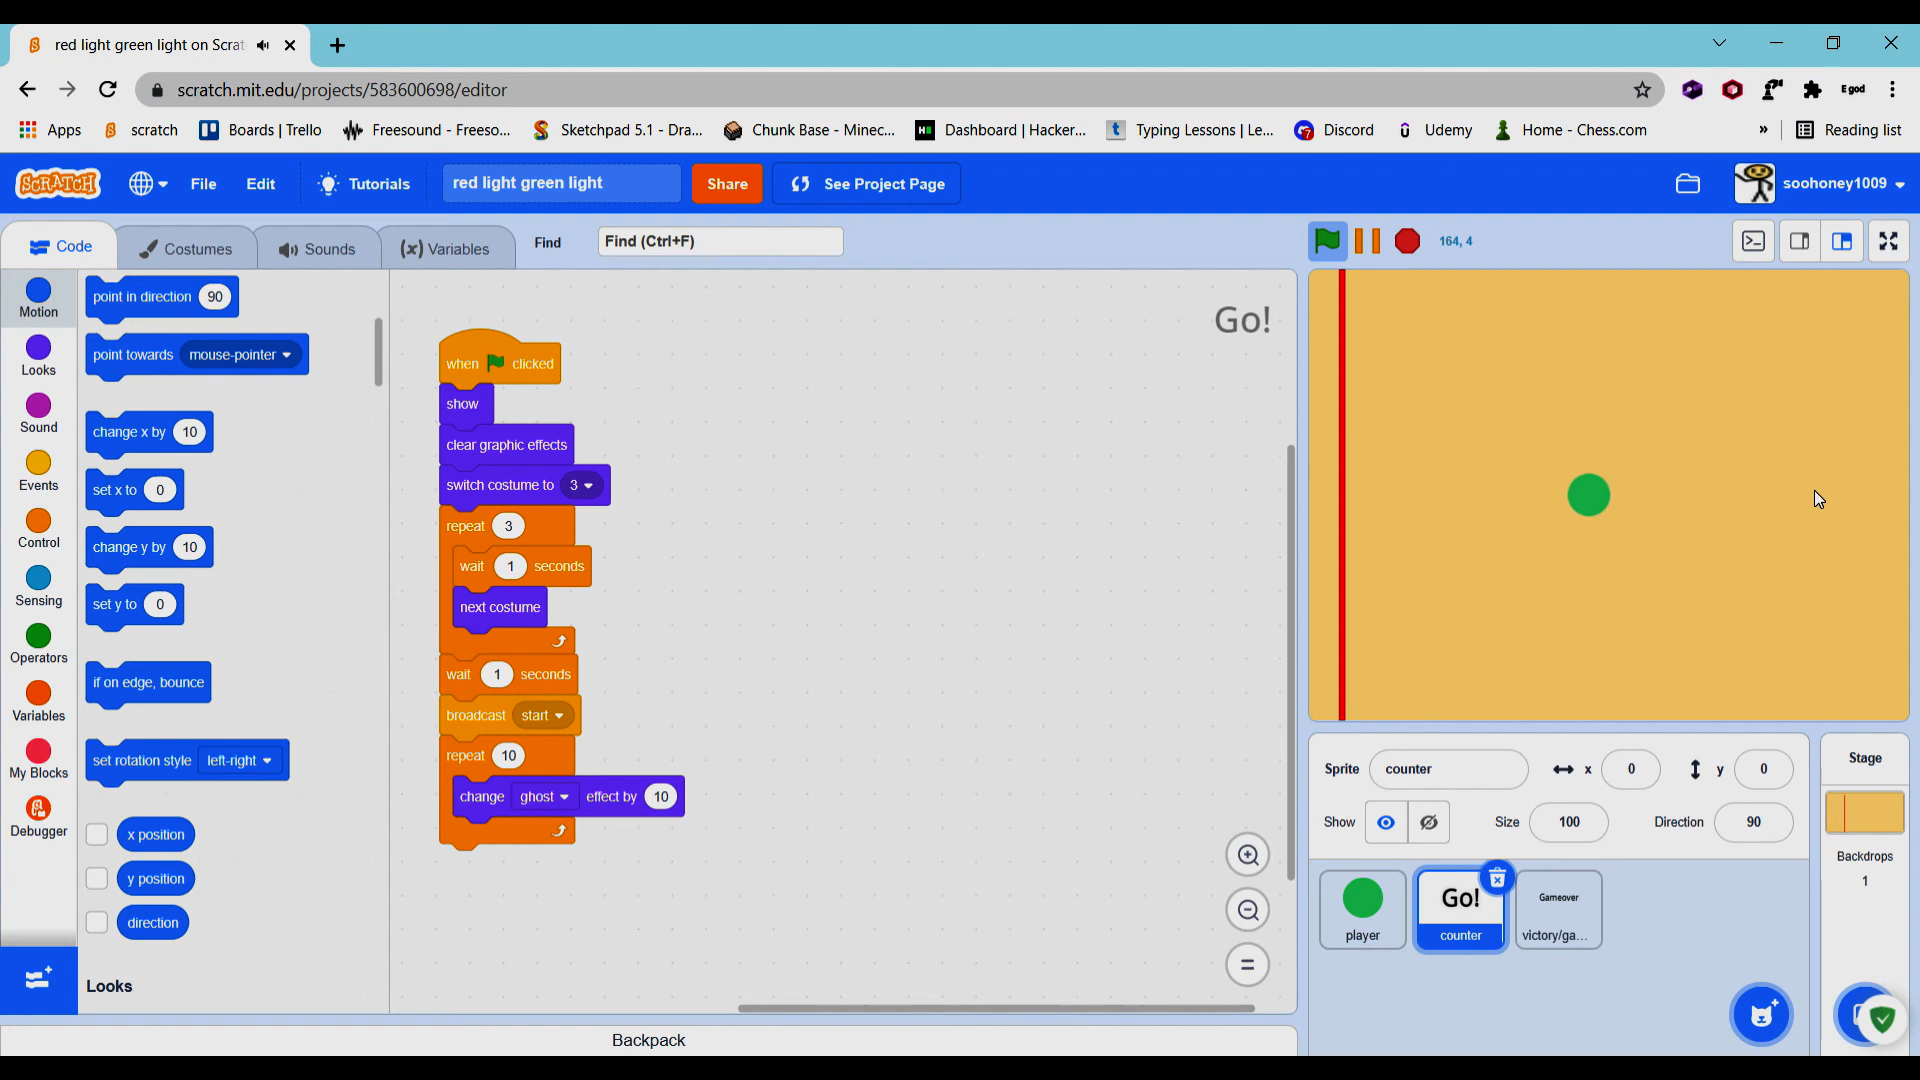 red light green light on Scrat
scratch.mit.edu/projects/583600698/editor
E god
Apps
scratch
Boards | Trello
Freesound - Freeso...
Sketchpad 5.1 - Dra...
Chunk Base - Minec...
Dashboard | Hacker...
Typing Lessons | Le...
Discord
Udemy
Home - Chess.com
»
Reading list
SCRATCH
File
Edit
Tutorials
red light green light
Share
See Project Page
soohoney1009
Code
Costumes
Sounds
(x) Variables
Find
Find (Ctrl+F)
164, 4
Motion
Looks
Sound
Events
Control
Sensing
Operators
Variables
My Blocks
Debugger
point in direction 90
point towards mouse-pointer
change x by 10
set x to 0
change y by 10
set y to 0
if on edge, bounce
set rotation style left-right
x position
y position
direction
Looks
Go!
when clicked
show
clear graphic effects
switch costume to 3
repeat 3
wait 1 seconds
next costume
wait 1 seconds
broadcast start
repeat 10
change ghost effect by 10
Backpack
Sprite counter x 0 y 0
Show Size 100 Direction 90
player
Go!
counter
Gameover
victory/ga...
Stage
Backdrops
1